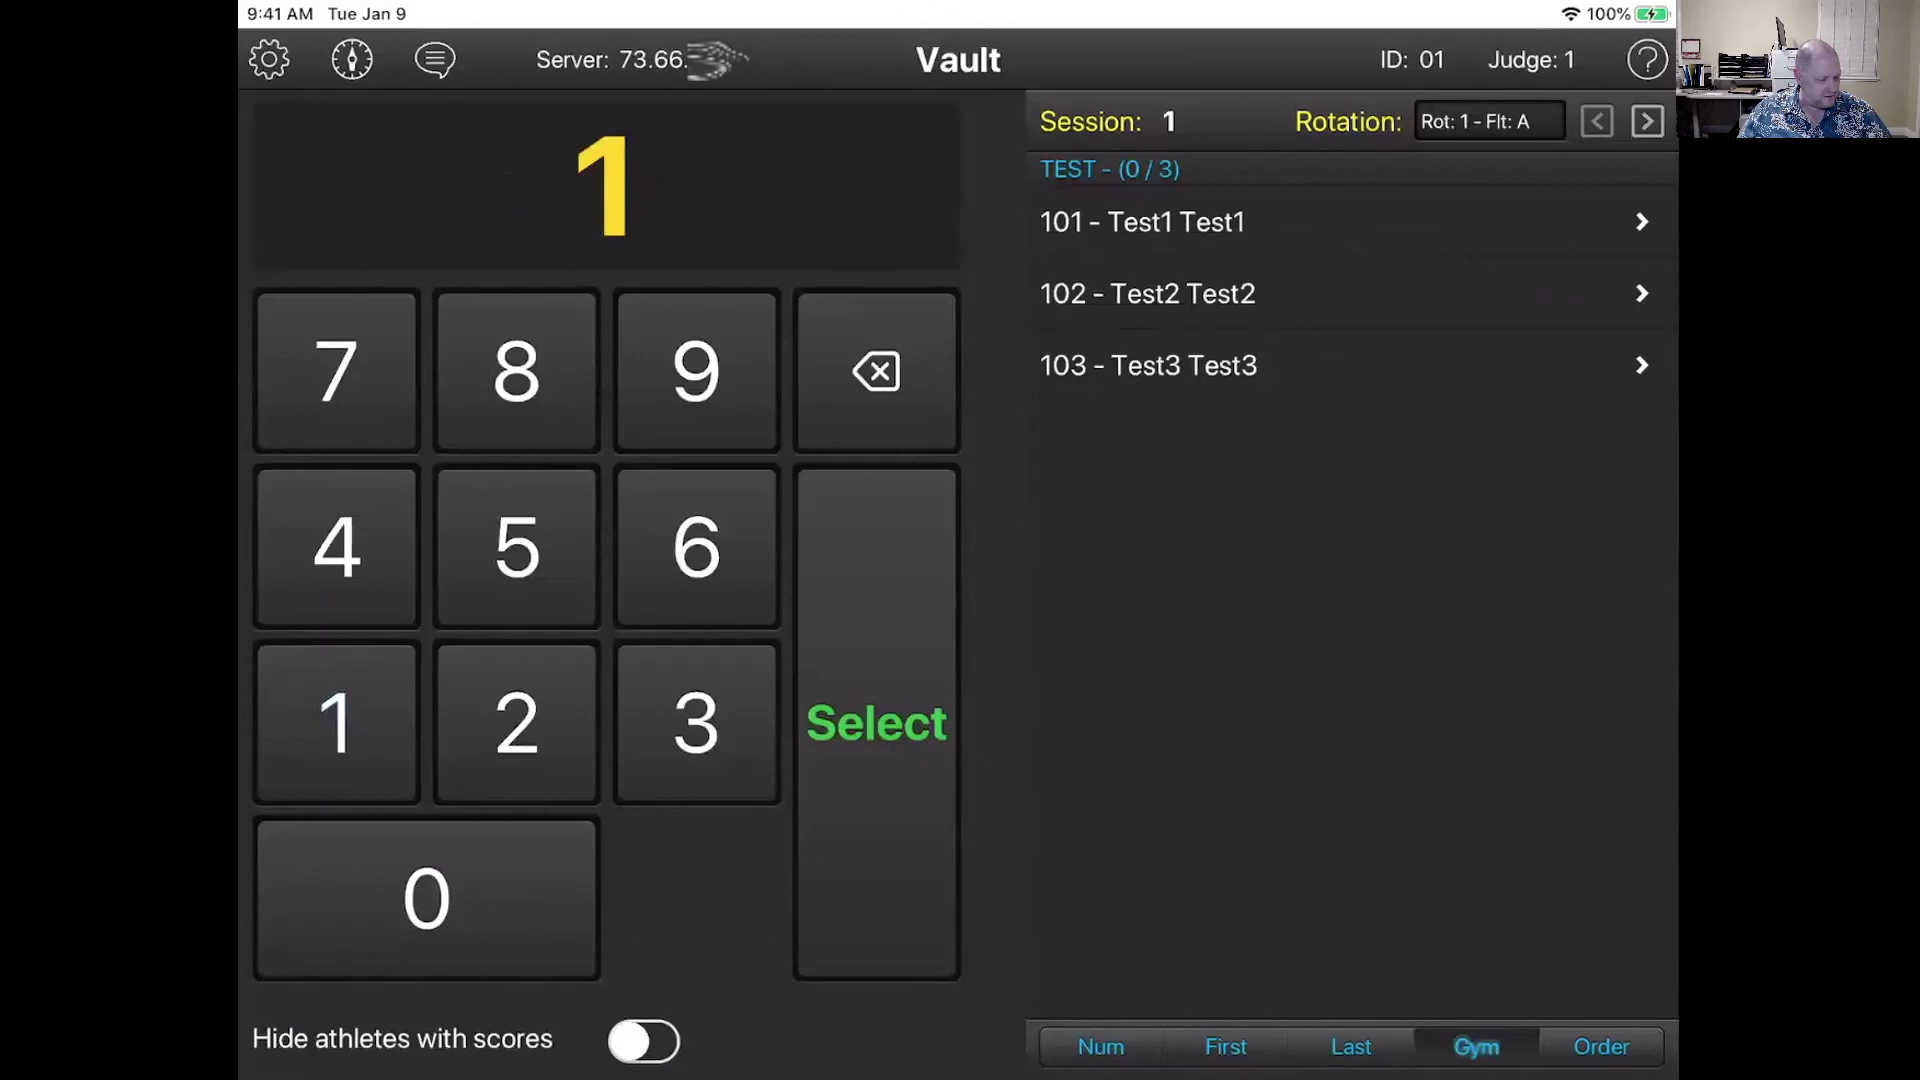 9:41 AM Tue Jan 9
100%
Server: 73.66.
Vault
ID: 01 Judge: 1
?
1
Session: 1 Rotation: Rot: 1 - Flt: A < >
TEST - (0 / 3)
101 - Test1 Test1
102 - Test2 Test2
103 - Test3 Test3
7 8 9
4 5 6
1 2 3
Select
0
Hide athletes with scores
Num First Last Gym Order